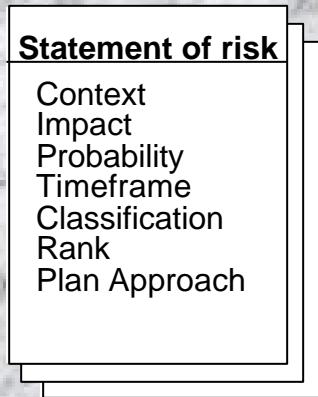 Statement of risk
Context
Impact
Probability
Timeframe
Classification
Rank
Plan Approach